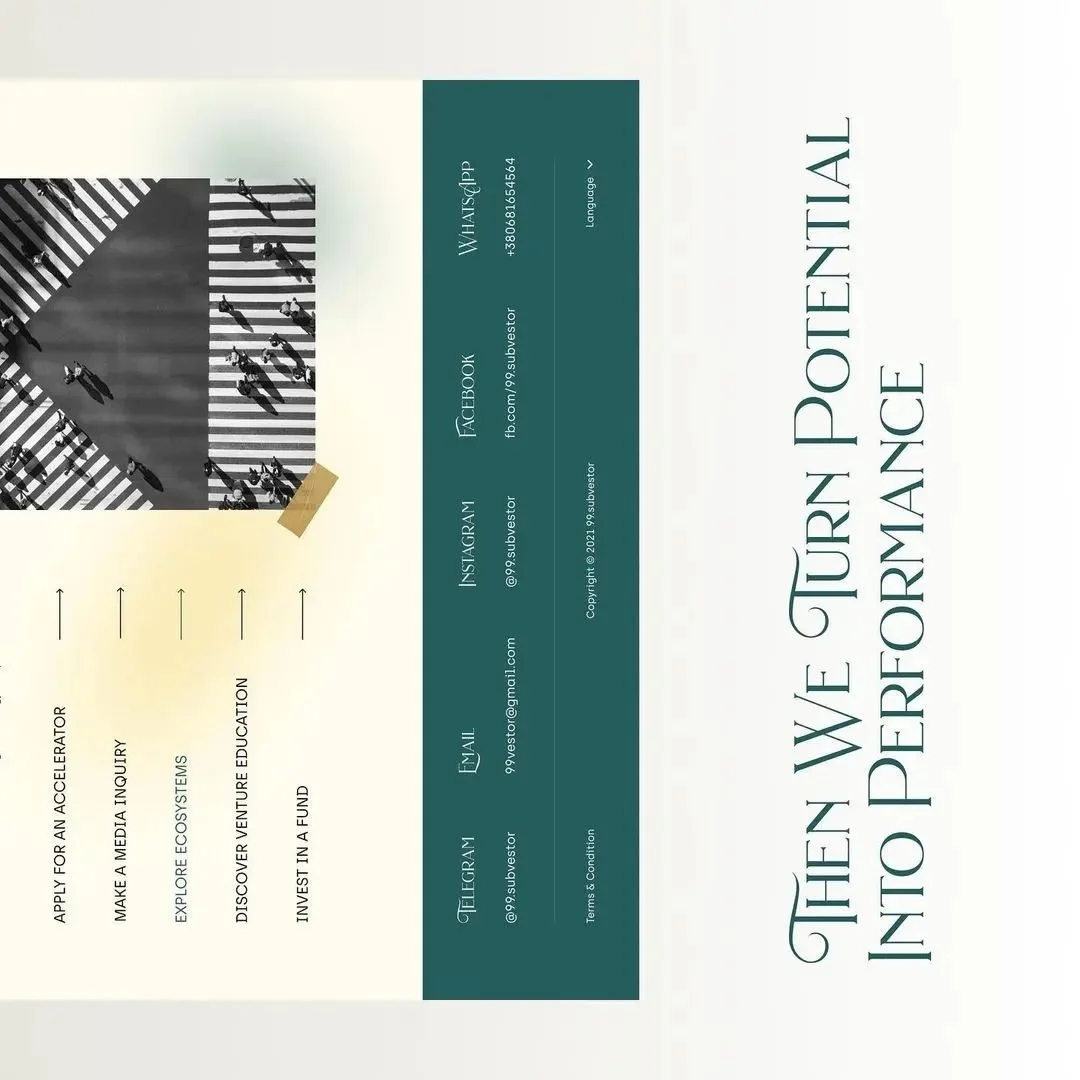 APPLY FOR AN ACCELERATOR
MAKE A MEDIA INQUIRY
EXPLORE ECOSYSTEMS
DISCOVER VENTURE EDUCATION
INVEST IN A FUND
TELEGRAM EMAIL INSTAGRAM FACEBOOK WHATSAPP
@99.subvestor 99vestor@gmail.com @99.subvestor fb.com/99.subvestor +380681654564
Terms & Condition Copyright © 2021 99.subvestor Language
THEN WE TURN POTENTIAL
INTO PERFORMANCE